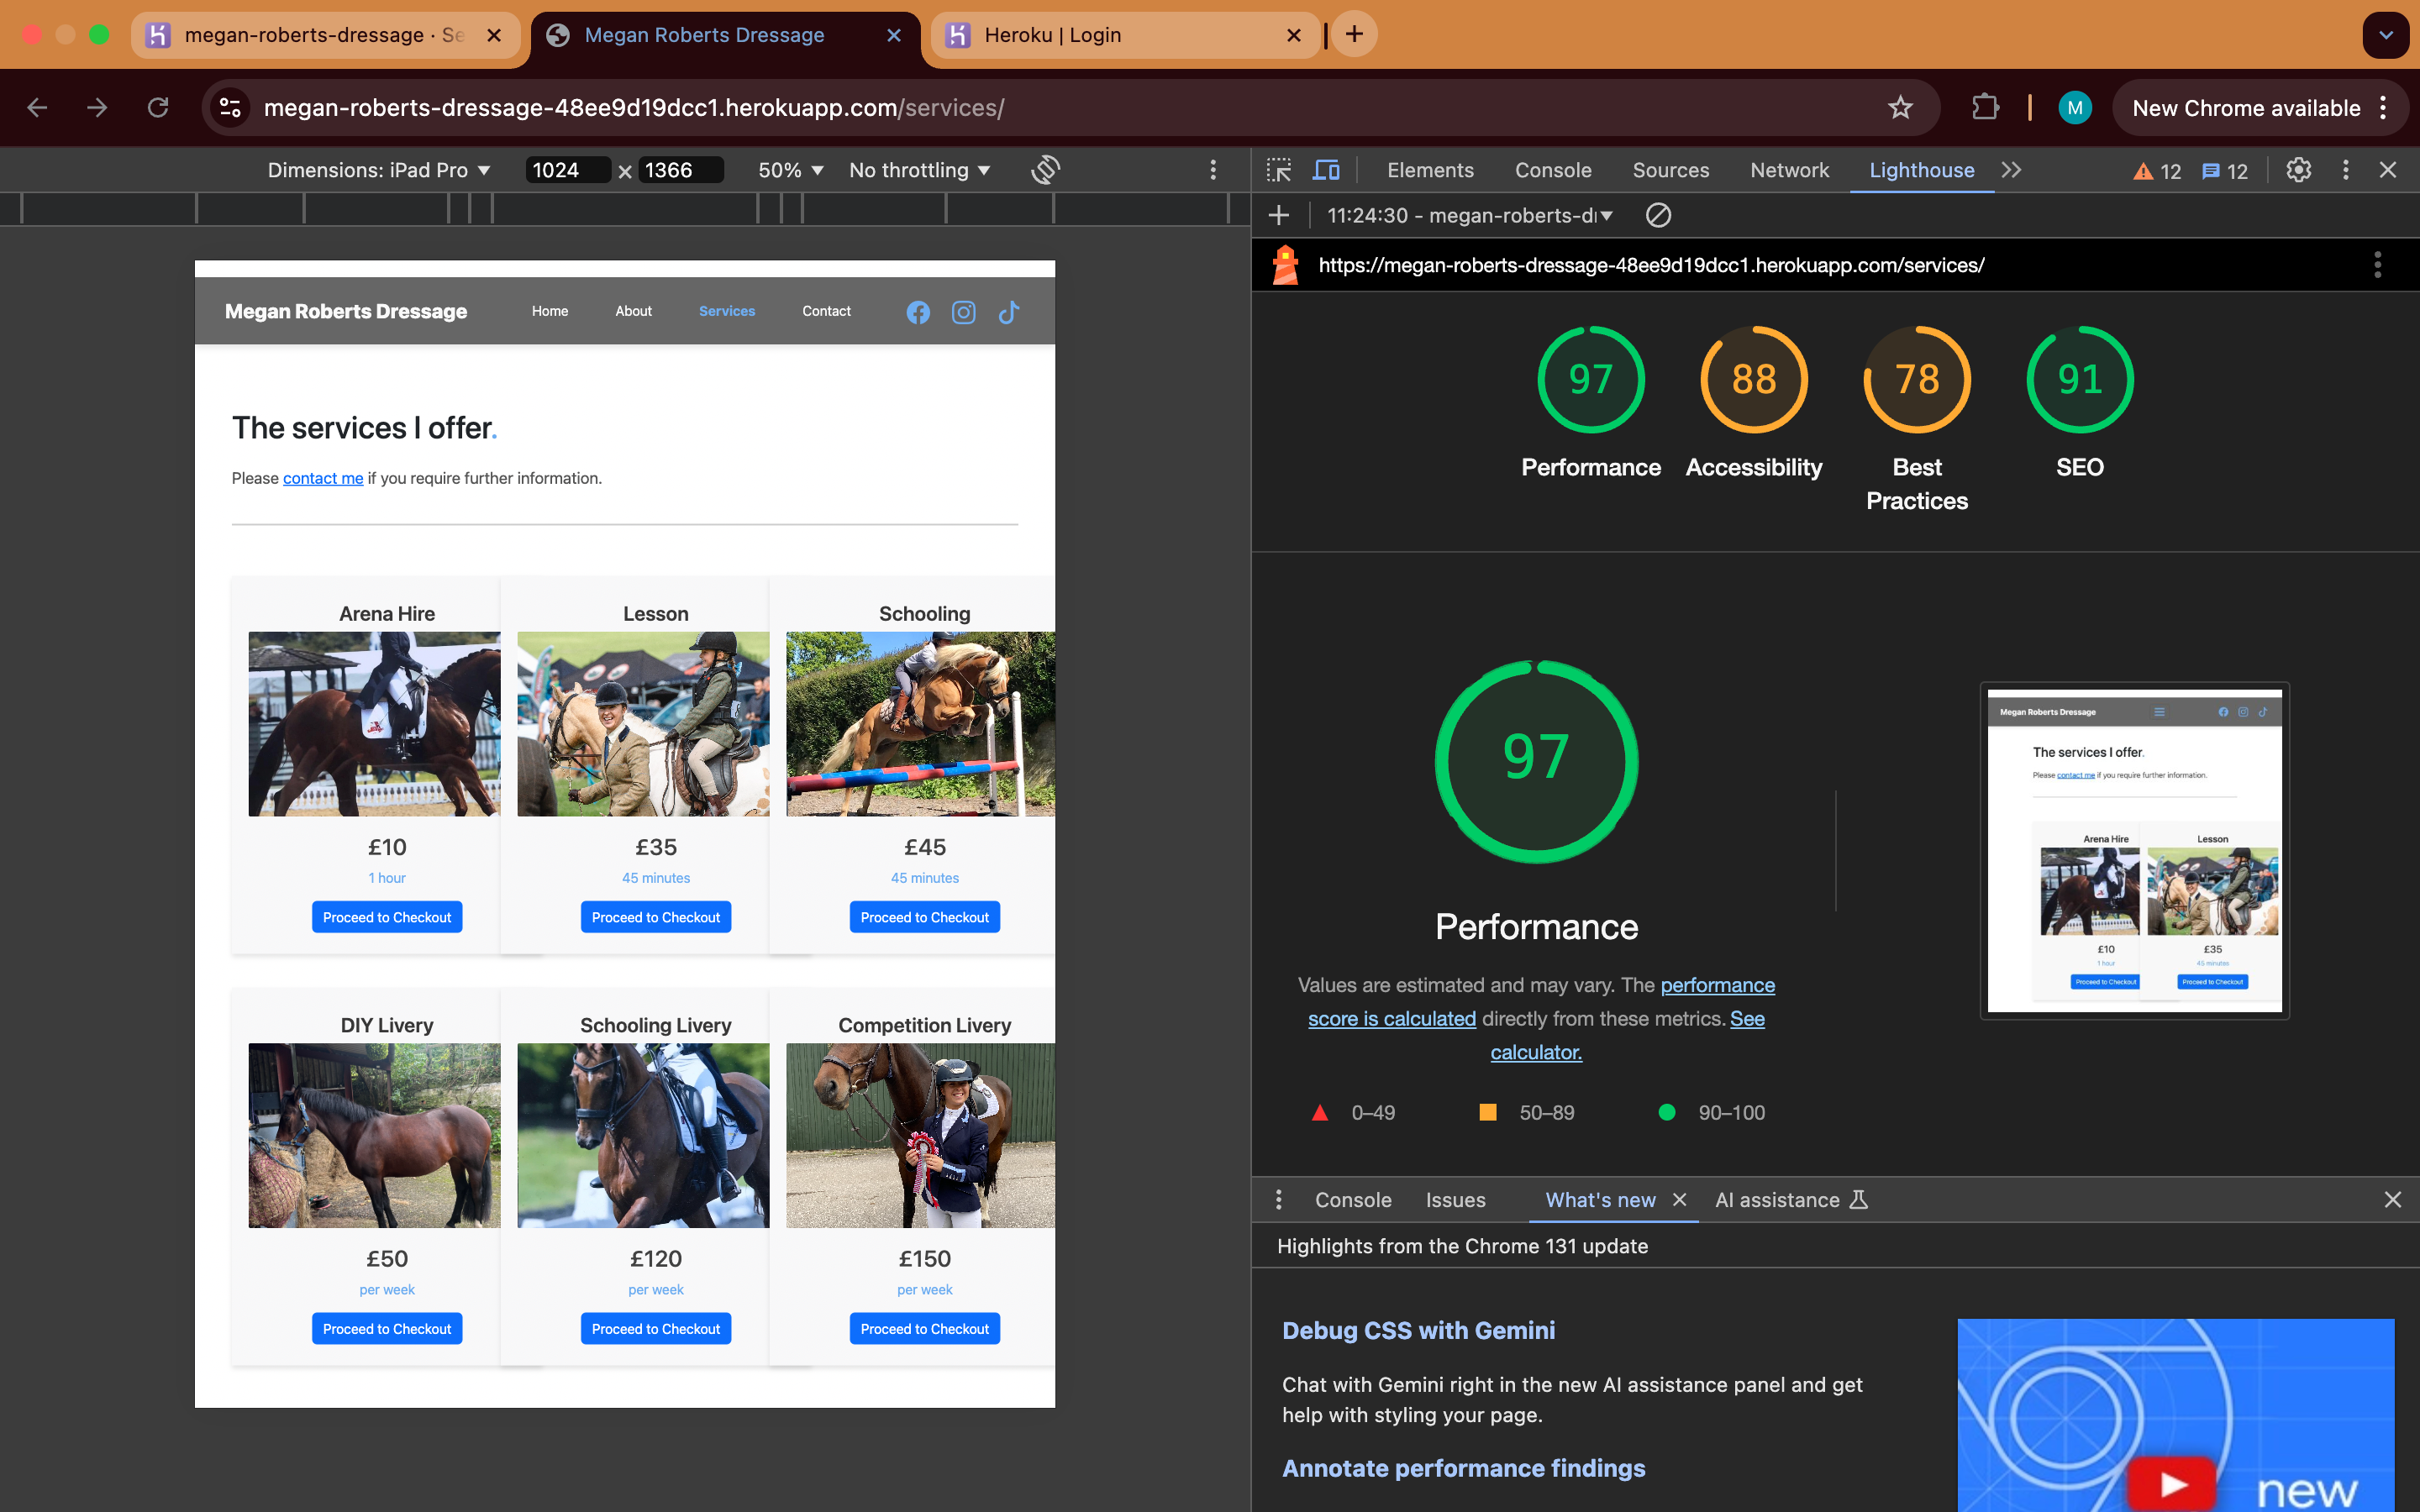 megan-roberts-dressage · Se
Megan Roberts Dressage
Heroku | Login
megan-roberts-dressage-48ee9d19dcc1.herokuapp.com/services/
M
New Chrome available
Dimensions: iPad Pro
1024 × 1366
50%
No throttling
Elements
Console
Sources
Network
Lighthouse
12
12
11:24:30 - megan-roberts-d
https://megan-roberts-dressage-48ee9d19dcc1.herokuapp.com/services/
Megan Roberts Dressage
Home
About
Services
Contact
The services I offer.
Please contact me if you require further information.
Arena Hire
£10
1 hour
Proceed to Checkout
Lesson
£35
45 minutes
Proceed to Checkout
Schooling
£45
45 minutes
Proceed to Checkout
DIY Livery
£50
per week
Proceed to Checkout
Schooling Livery
£120
per week
Proceed to Checkout
Competition Livery
£150
per week
Proceed to Checkout
97
Performance
88
Accessibility
78
Best
Practices
91
SEO
97
Performance
Values are estimated and may vary. The performance
score is calculated directly from these metrics. See
calculator.
0–49
50–89
90–100
Megan Roberts Dressage
The services I offer.
Please contact me if you require further information.
Arena Hire
£10
1 hour
Proceed to Checkout
Lesson
£35
45 minutes
Proceed to Checkout
Console
Issues
What's new
AI assistance
Highlights from the Chrome 131 update
Debug CSS with Gemini
Chat with Gemini right in the new AI assistance panel and get
help with styling your page.
Annotate performance findings
new